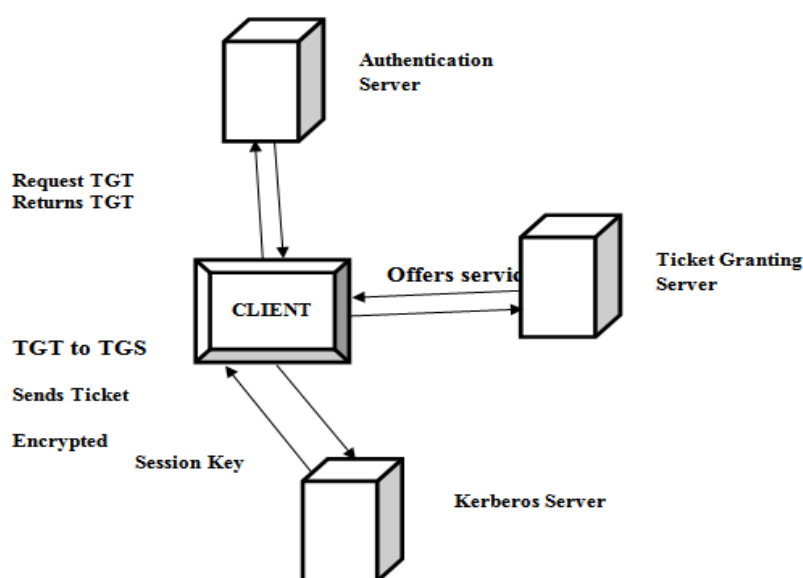 Authentication
Server
Request TGT
Returns TGT
Offers servic
Ticket Granting
Server
CLIENT
TGT to TGS
Sends Ticket
Encrypted
Session Key
Kerberos Server